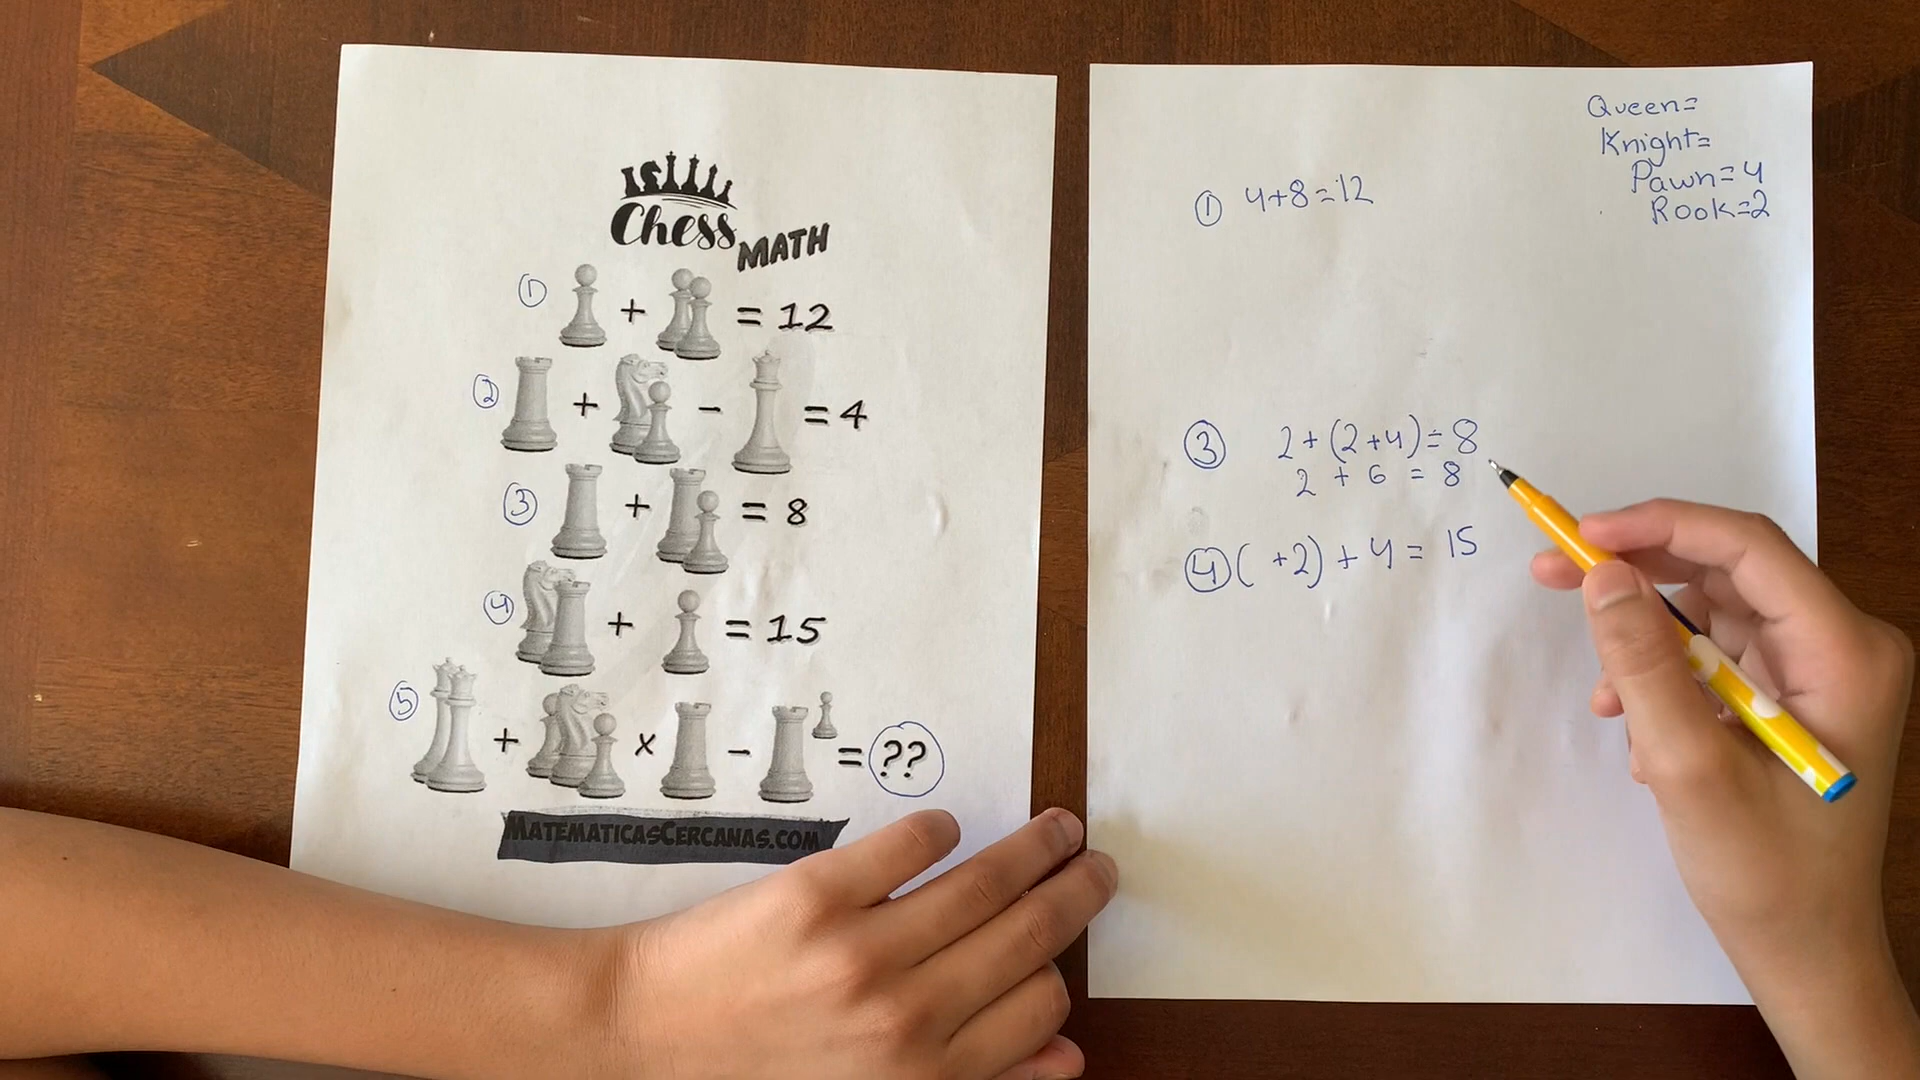 Chess
MATH
① + = 12
② + - = 4
③ + = 8
④ + = 15
⑤ + x - = ??
MATEMATICASCERCANAS.COM
Queen=
Knight=
Pawn=4
Rook=2
① 4+8=12
③ 2+(2+4)=8
2 + 6 = 8
④ ( +2)+4= 15